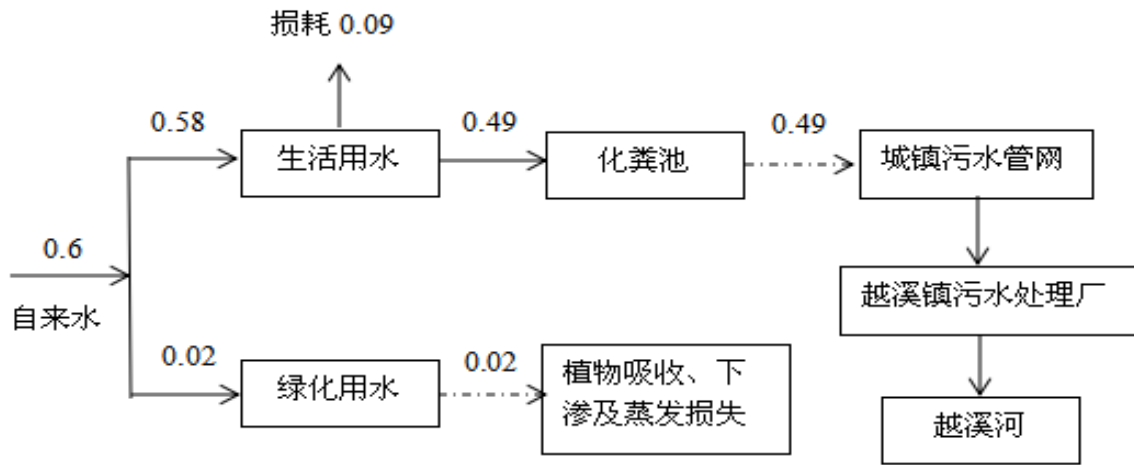 损耗 0.09
0.58
生活用水
0.49
化粪池
0.49
城镇污水管网
0.6
自来水
越溪镇污水处理厂
0.02
绿化用水
0.02
植物吸收、下
渗及蒸发损失
越溪河